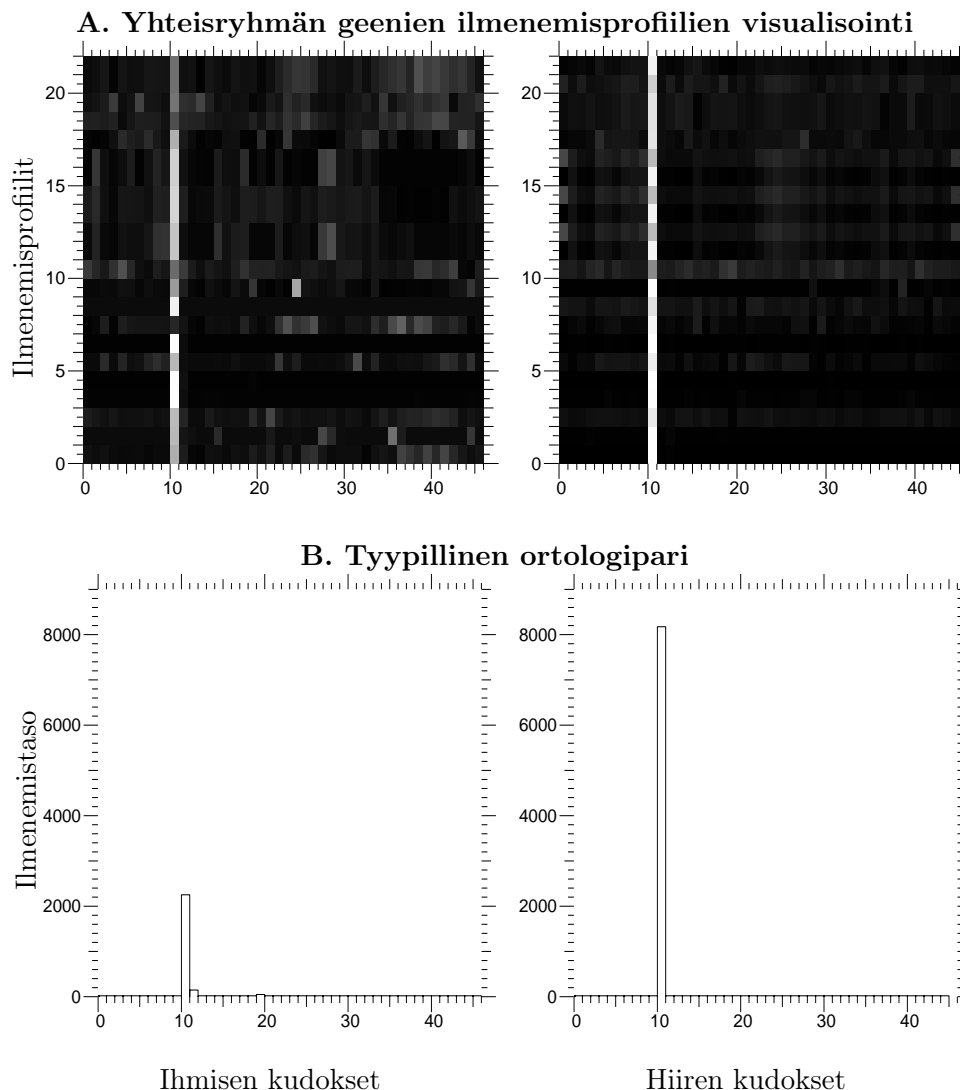 A. Yhteisryhmän geenien ilmenemisprofiilien visualisointi
Ilmenemisprofiilit
20
15
10
5
0
0 10 20 30 40
20
15
10
5
0
0 10 20 30 40
B. Tyypillinen ortologipari
Ilmenemistaso
8000
6000
4000
2000
0
0 10 20 30 40
8000
6000
4000
2000
0
0 10 20 30 40
Ihmisen kudokset
Hiiren kudokset